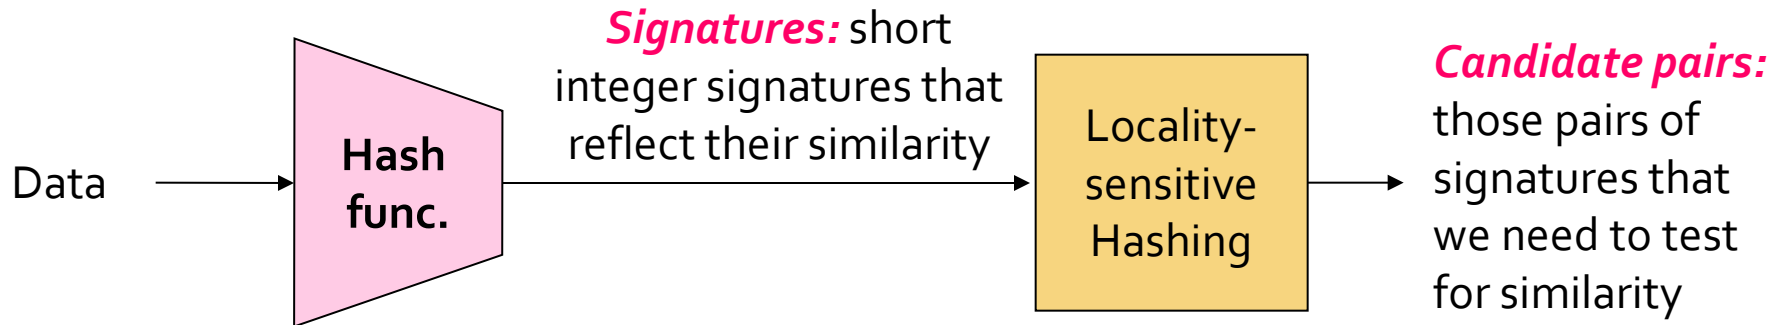 Data
Hash
func.
Signatures: short
integer signatures that
reflect their similarity
Locality-
sensitive
Hashing
Candidate pairs:
those pairs of
signatures that
we need to test
for similarity